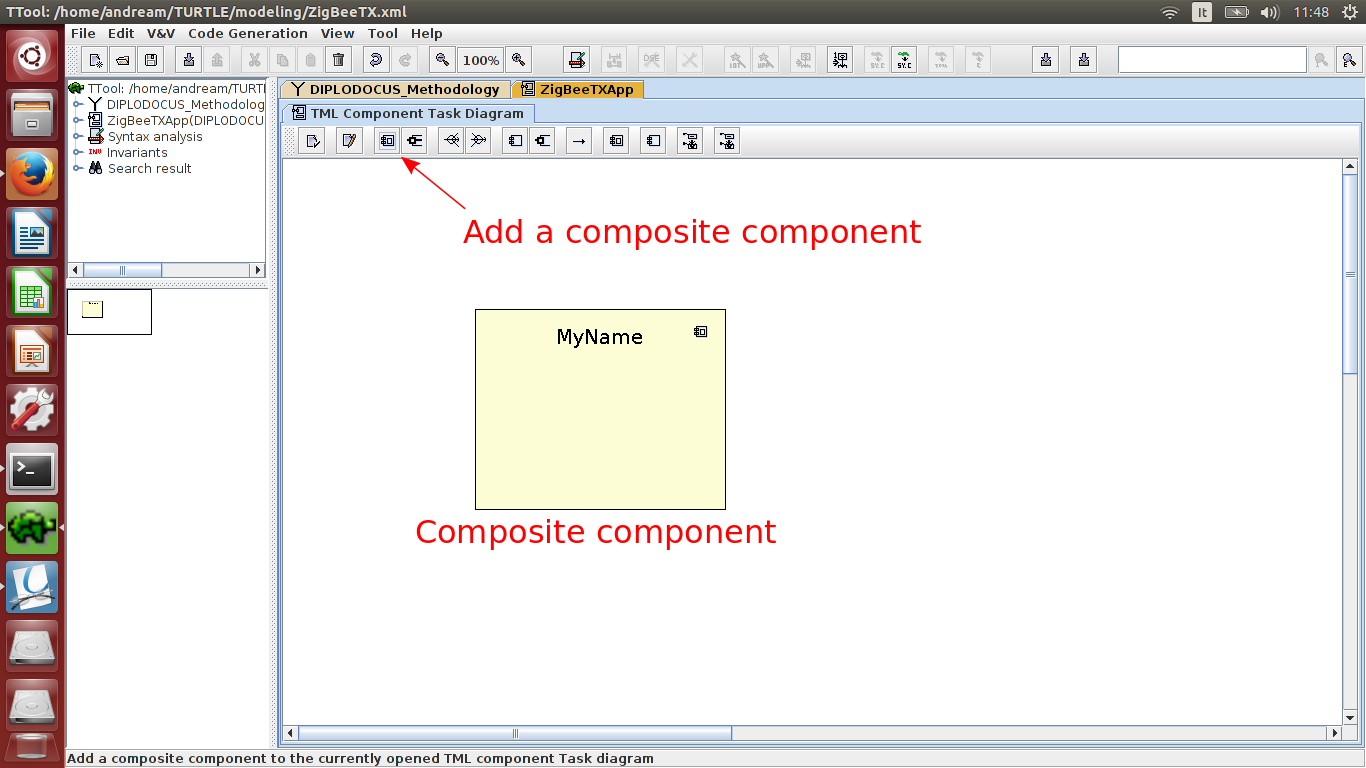 TTool: /home/andream/TURTLE/modeling/ZigBeeTX.xml
It
11:48
File Edit V&V Code Generation View Tool Help
100%
TTool: /home/andream/TURTL
DIPLODOCUS_Methodolog
ZigBeeTXApp(DIPLODOCU
Syntax analysis
INV Invariants
Search result
DIPLODOCUS_Methodology
ZigBeeTXApp
TML Component Task Diagram
Add a composite component
MyName
Composite component
Add a composite component to the currently opened TML component Task diagram